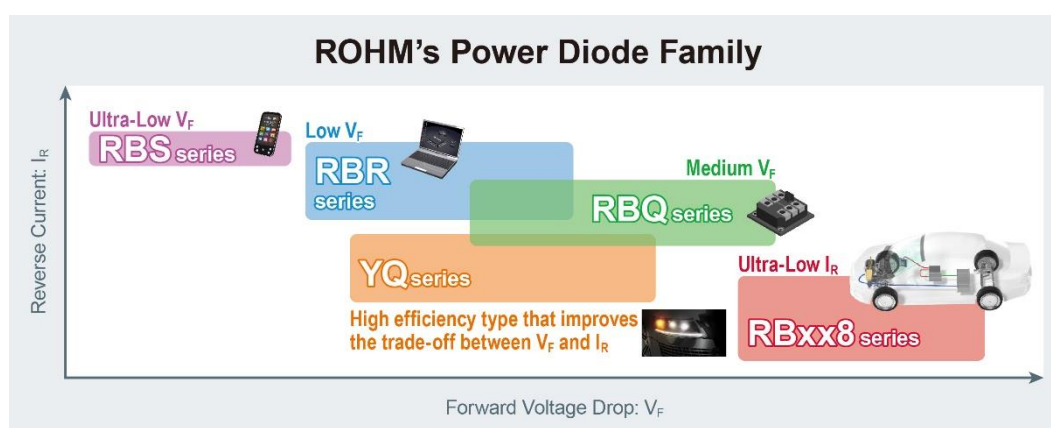 ROHM's Power Diode Family
Reverse Current: IR
Ultra-Low VF
RBS series
Low VF
RBR
series
Medium VF
RBQ series
YQ series
High efficiency type that improves
the trade-off between VF and IR
Ultra-Low IR
RBxx8 series
Forward Voltage Drop: VF